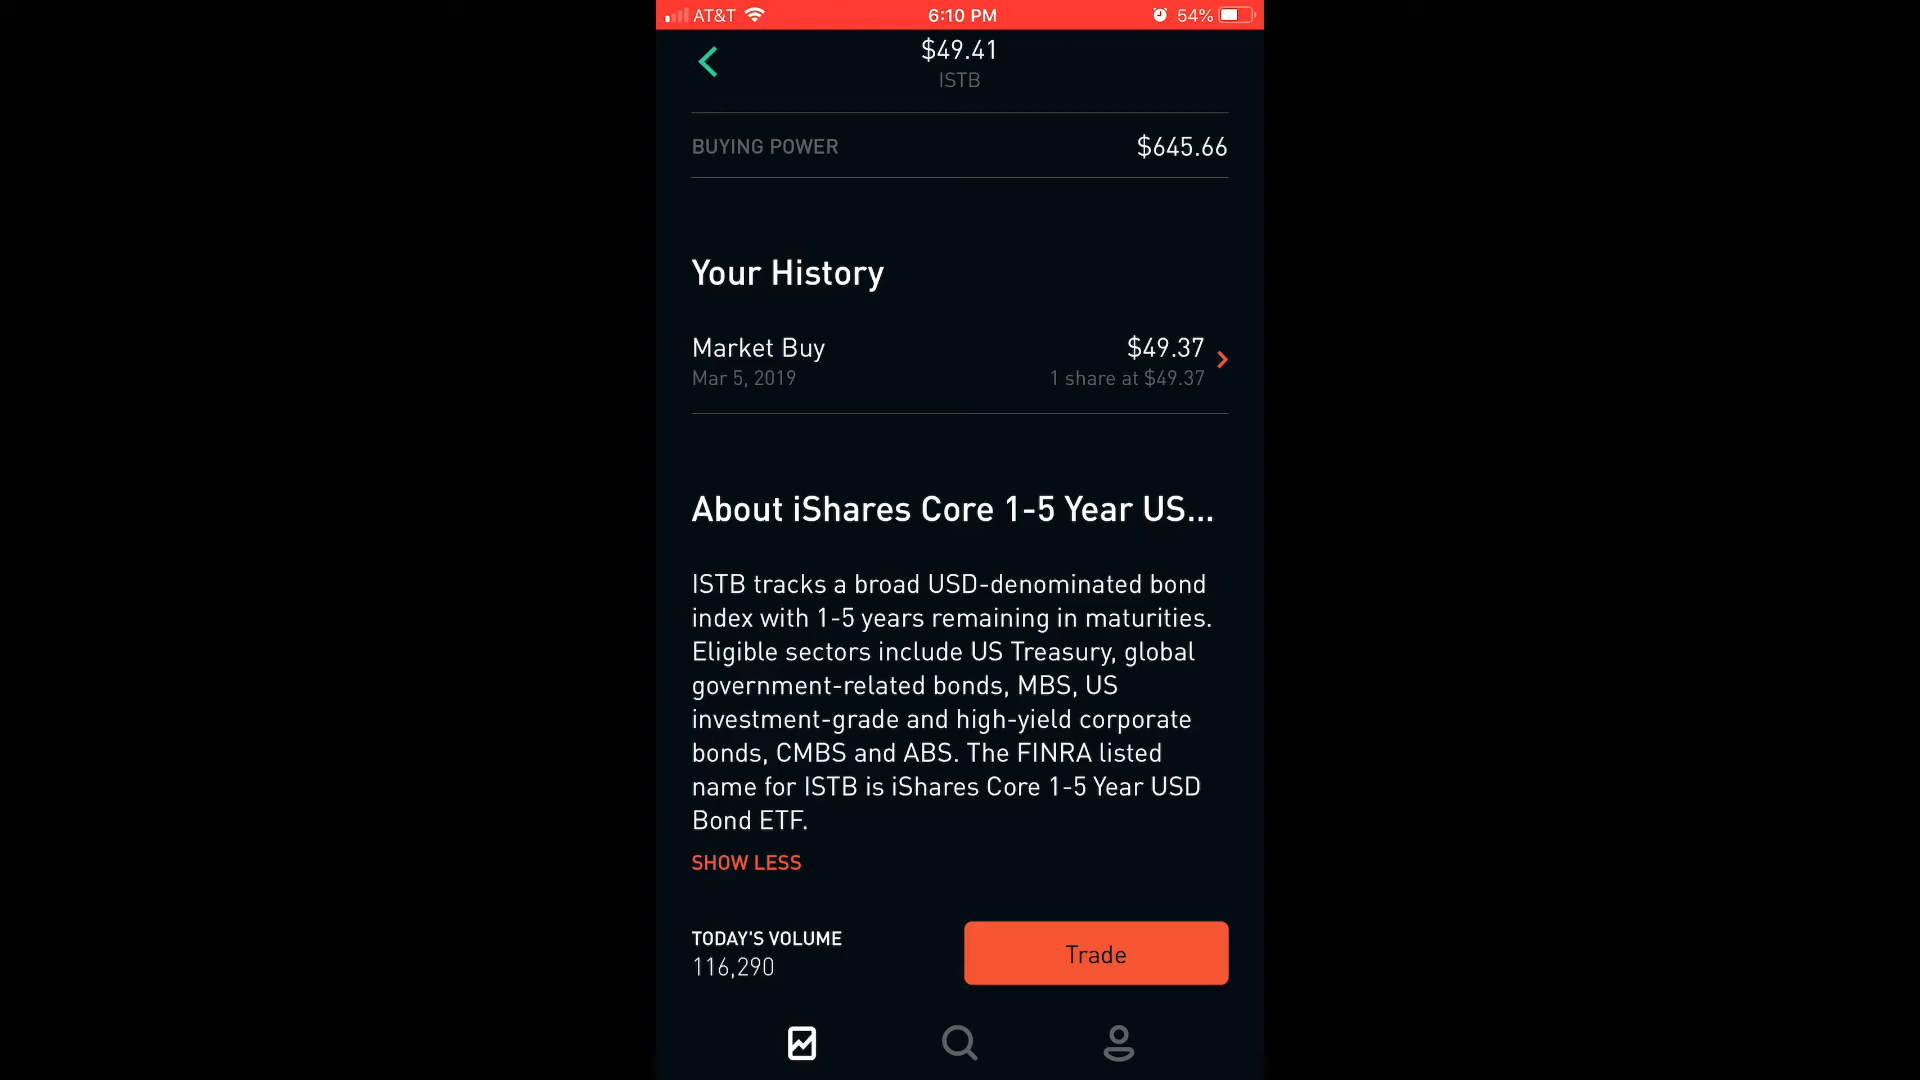 AT&T 6:10 PM 54%
$49.41
ISTB
BUYING POWER $645.66
Your History
Market Buy $49.37
Mar 5, 2019 1 share at $49.37
About iShares Core 1-5 Year US...
ISTB tracks a broad USD-denominated bond
index with 1-5 years remaining in maturities.
Eligible sectors include US Treasury, global
government-related bonds, MBS, US
investment-grade and high-yield corporate
bonds, CMBS and ABS. The FINRA listed
name for ISTB is iShares Core 1-5 Year USD
Bond ETF.
SHOW LESS
TODAY'S VOLUME
116,290
Trade